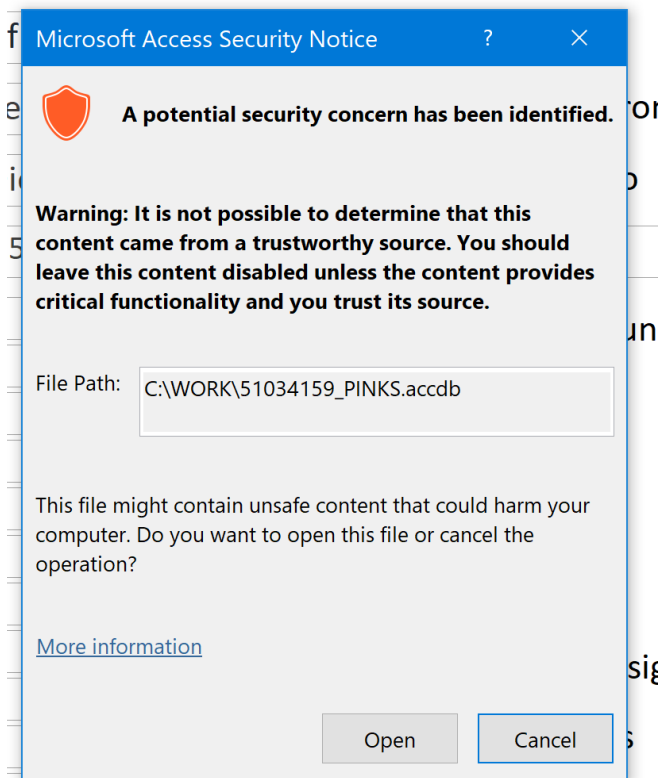 Microsoft Access Security Notice ?
A potential security concern has been identified.
Warning: It is not possible to determine that this
content came from a trustworthy source. You should
leave this content disabled unless the content provides
critical functionality and you trust its source.
File Path: C:\WORK\51034159_PINKS.accdb
This file might contain unsafe content that could harm your
computer. Do you want to open this file or cancel the
operation?
More information
Open Cancel